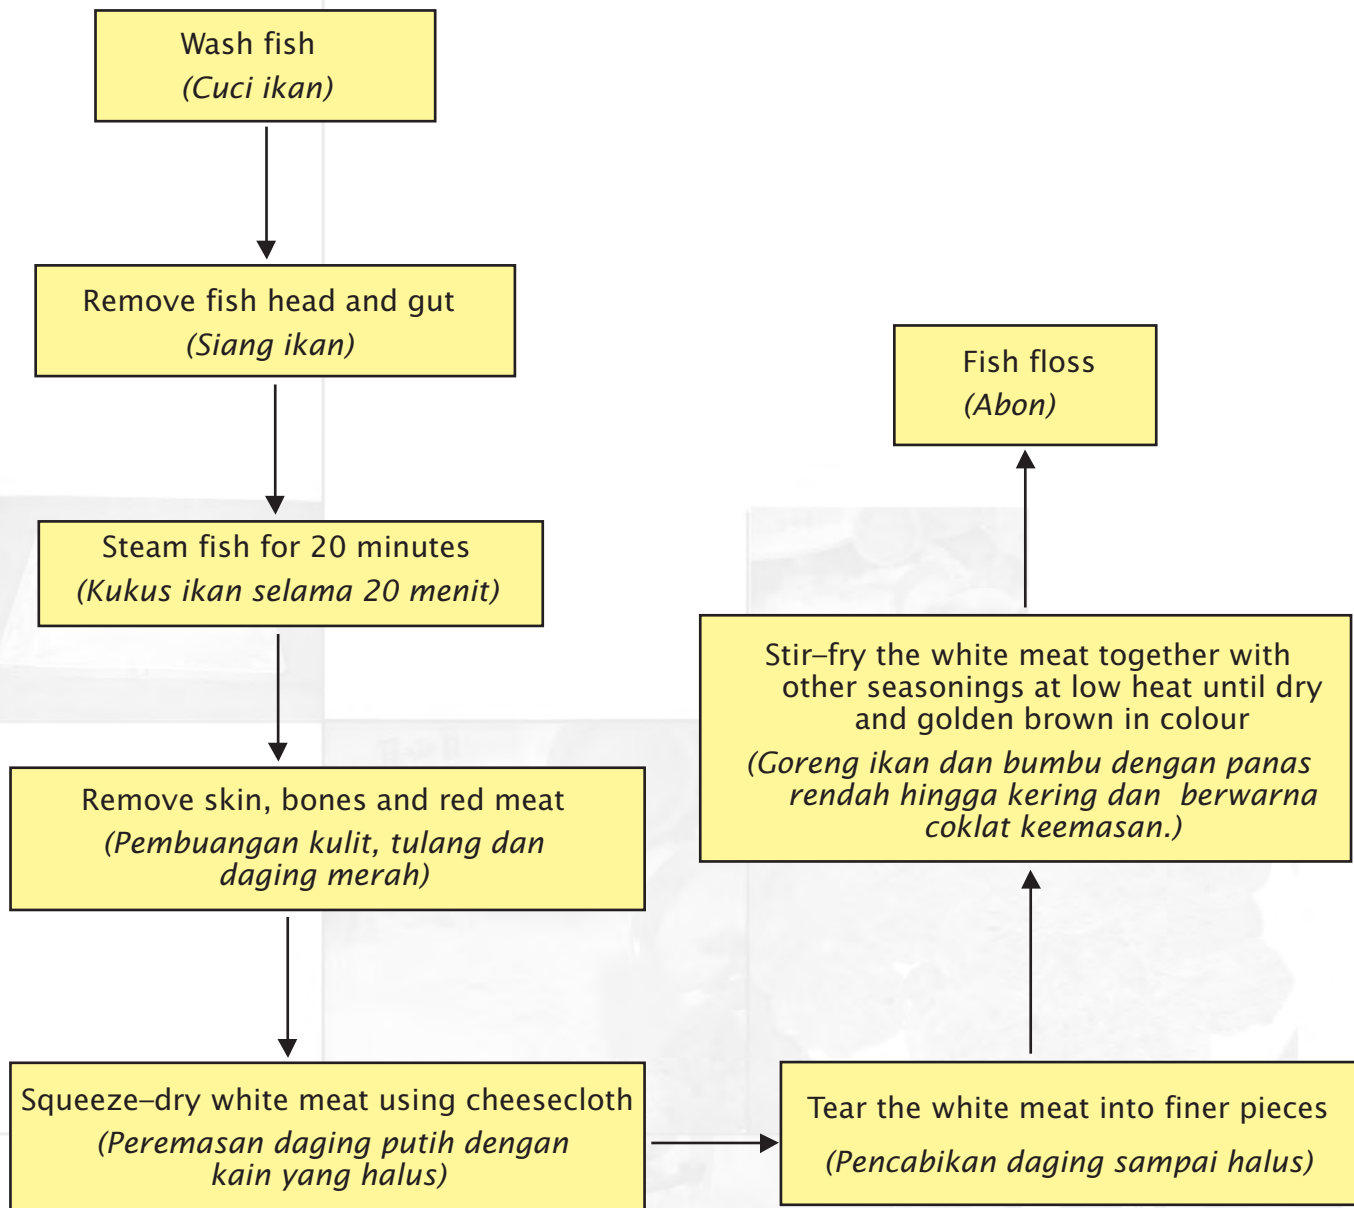 Wash fish
(Cuci ikan)
Remove fish head and gut
(Siang ikan)
Steam fish for 20 minutes
(Kukus ikan selama 20 menit)
Remove skin, bones and red meat
(Pembuangan kulit, tulang dan
daging merah)
Squeeze–dry white meat using cheesecloth
(Peremasan daging putih dengan
kain yang halus)
Tear the white meat into finer pieces
(Pencabikan daging sampai halus)
Stir–fry the white meat together with
other seasonings at low heat until dry
and golden brown in colour
(Goreng ikan dan bumbu dengan panas
rendah hingga kering dan berwarna
coklat keemasan.)
Fish floss
(Abon)